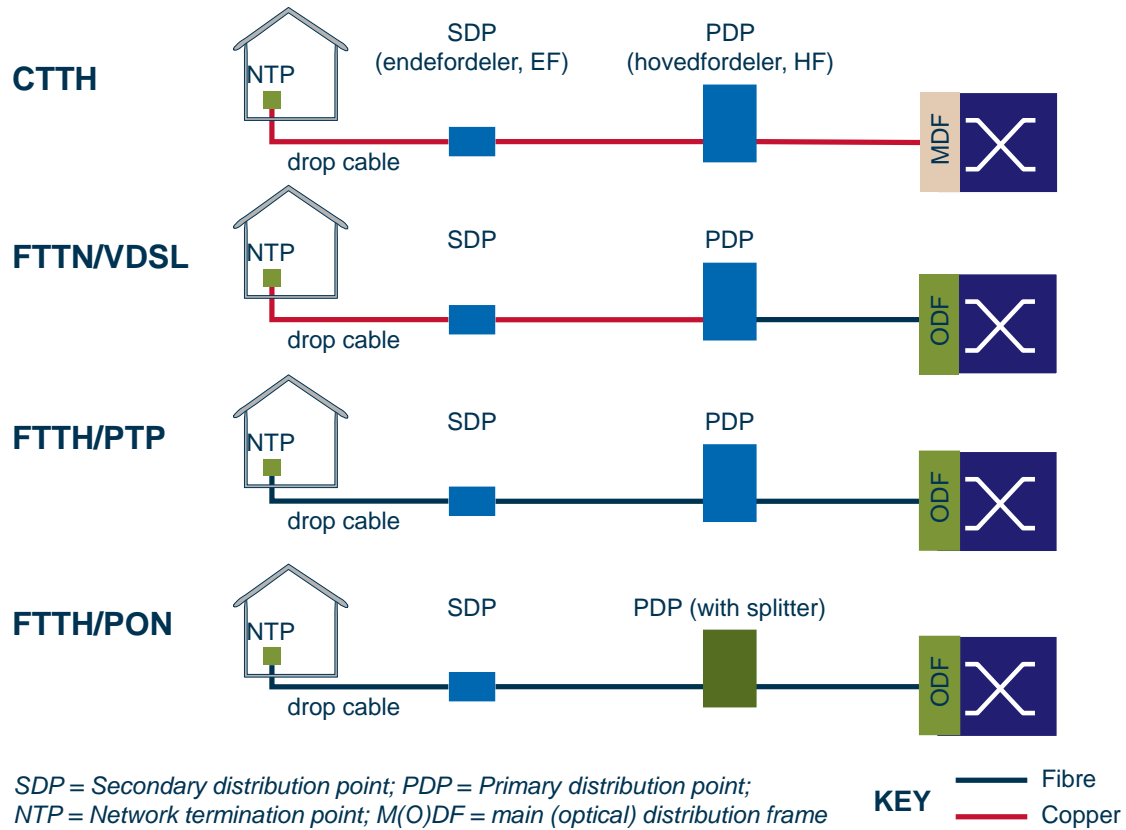 CTTH
NTP
SDP
(endefordeler, EF)
PDP
(hovedfordeler, HF)
MDF
drop cable
FTTN/VDSL
NTP
SDP
PDP
ODF
drop cable
FTTH/PTP
NTP
SDP
PDP
ODF
drop cable
FTTH/PON
NTP
SDP
PDP (with splitter)
ODF
drop cable
SDP = Secondary distribution point; PDP = Primary distribution point;
NTP = Network termination point; M(O)DF = main (optical) distribution frame
KEY
Fibre
Copper